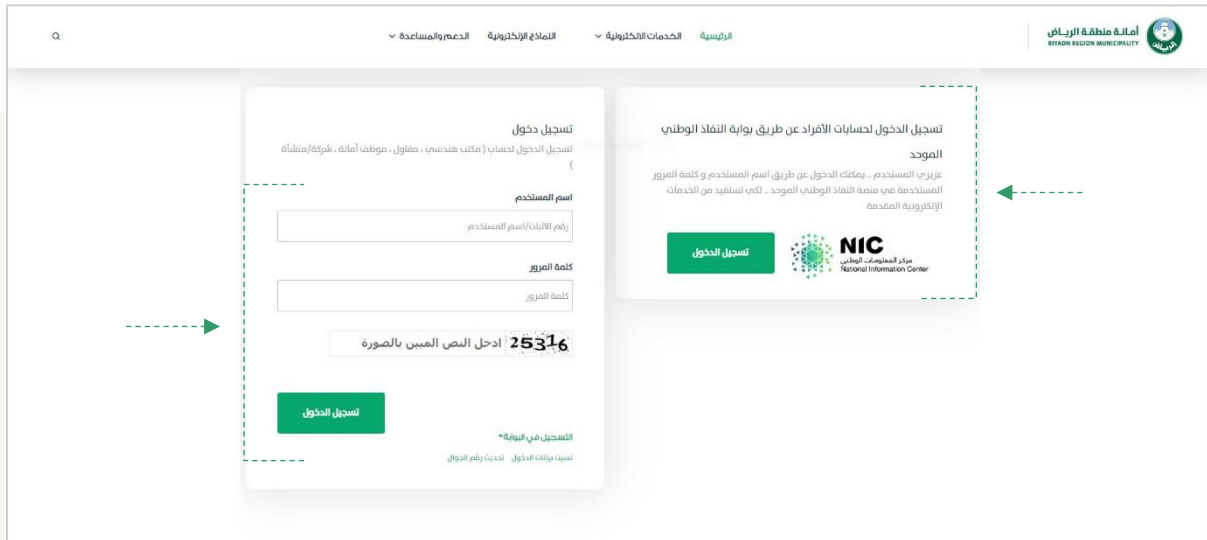 أمانة منطقة الرياض
RIYADH REGION MUNICIPALITY
الرئيسية الخدمات الالكترونية النماذج الإلكترونية الدعم والمساعدة
تسجيل الدخول لحسابات الأفراد عن طريق بوابة النفاذ الوطني
الموحد
عزيزي المستخدم .. يمكنك الدخول عن طريق اسم المستخدم و كلمة المرور
المستخدمة في منصة النفاذ الوطني الموحد .. لكي تستفيد من الخدمات
الإلكترونية المقدمة
NIC
مركز المعلومات الوطني
National Information Center
تسجيل الدخول
تسجيل دخول
تسجيل الدخول لحساب ( مكتب هندسي ، مقاول ، موظف أمانة ، شركة/منشأة
)
اسم المستخدم
رقم الاثبات/اسم المستخدم
كلمة المرور
كلمة المرور
25316 ادخل النص المبين بالصورة
تسجيل الدخول
التسجيل في البوابة*
نسيت بيانات الدخول تحديث رقم الجوال